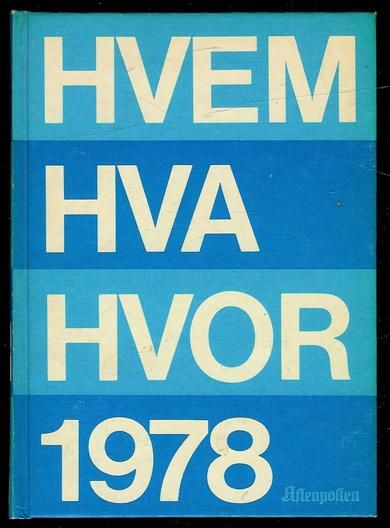 HVEM
HVA
HVOR
1978
Aftenposten